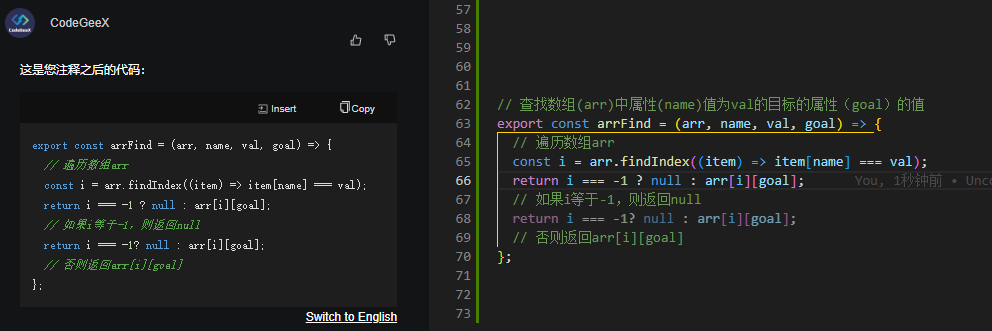 CodeGeeX
CodeGeeX
这是您注释之后的代码:
Insert
Copy
export const arrFind = (arr, name, val, goal) => {
// 遍历数组arr
const i = arr.findIndex((item) => item[name] === val);
return i === -1 ? null : arr[i][goal];
// 如果i等于-1，则返回null
return i === -1? null : arr[i][goal];
// 否则返回arr[i][goal]
};
Switch to English
57
58
59
60
61
62 // 查找数组(arr)中属性(name)值为val的目标的属性（goal）的值
63 export const arrFind = (arr, name, val, goal) => {
64 // 遍历数组arr
65 const i = arr.findIndex((item) => item[name] === val);
66 return i === -1 ? null : arr[i][goal]; You, 1秒钟前 • Unco
67 // 如果i等于-1，则返回null
68 return i === -1? null : arr[i][goal];
69 // 否则返回arr[i][goal]
70 };
71
72
73